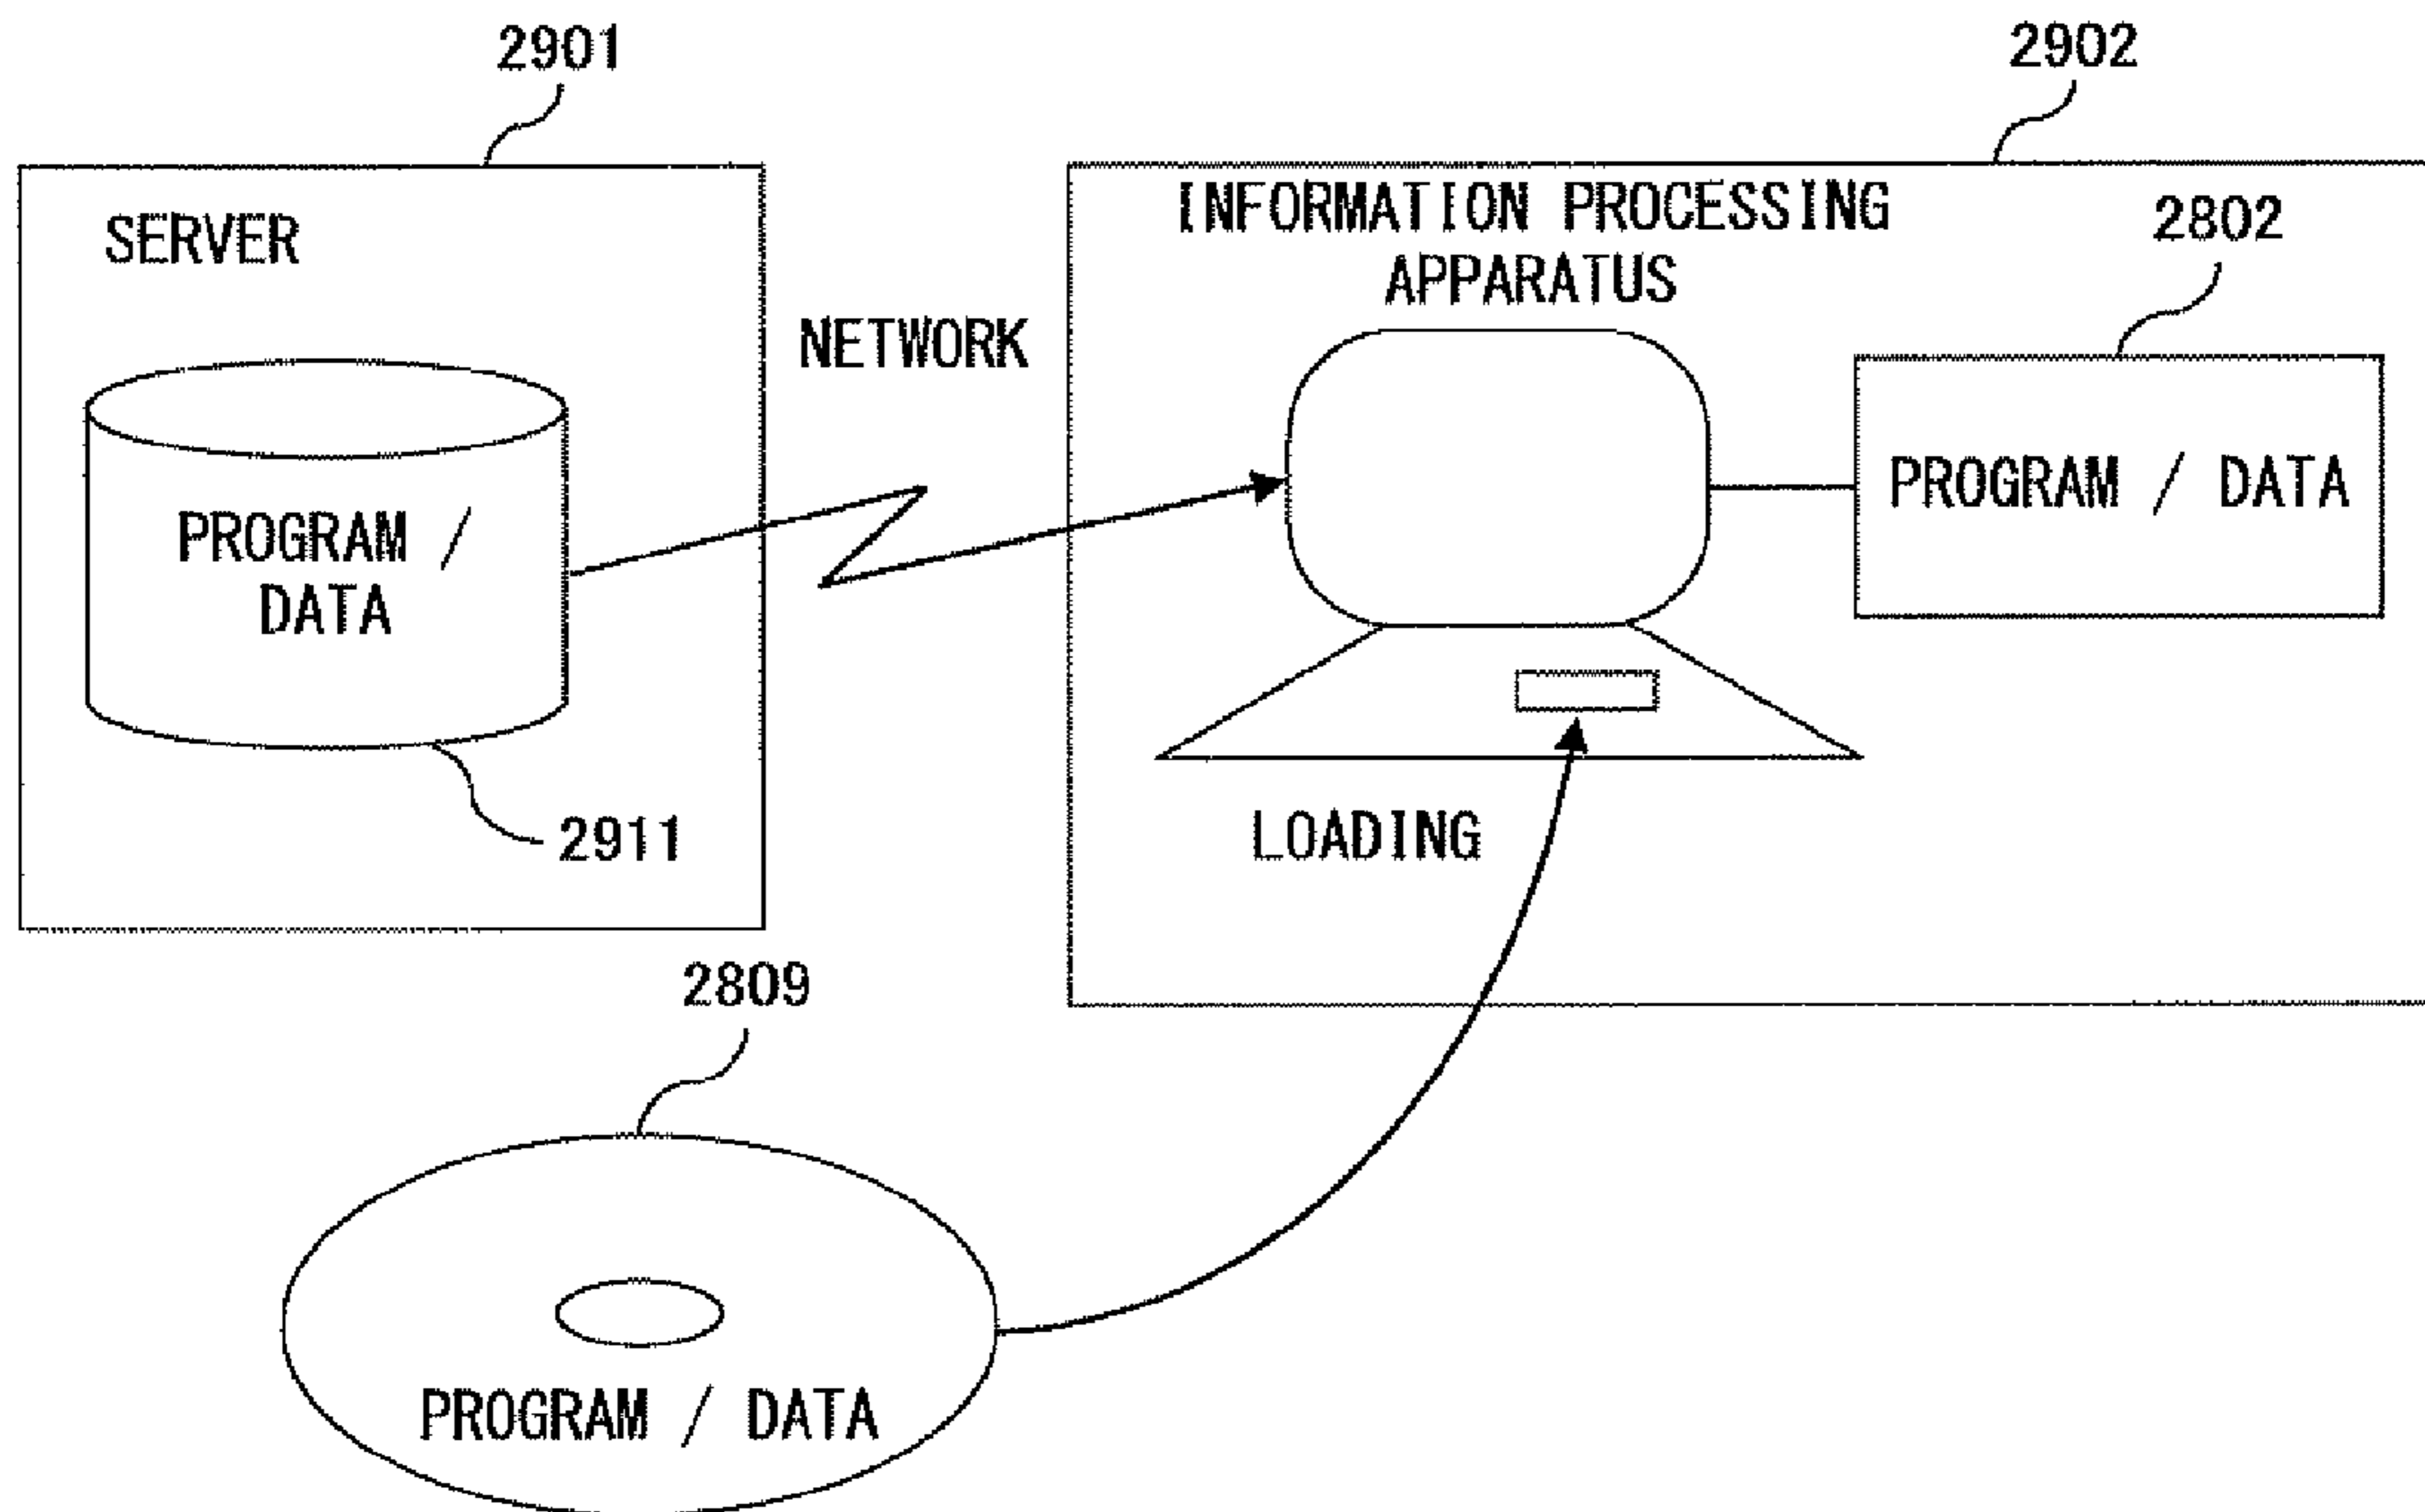 2901
2902
SERVER
INFORMATION PROCESSING
APPARATUS
2802
NETWORK
PROGRAM /
DATA
PROGRAM / DATA
2911
LOADING
2809
PROGRAM / DATA